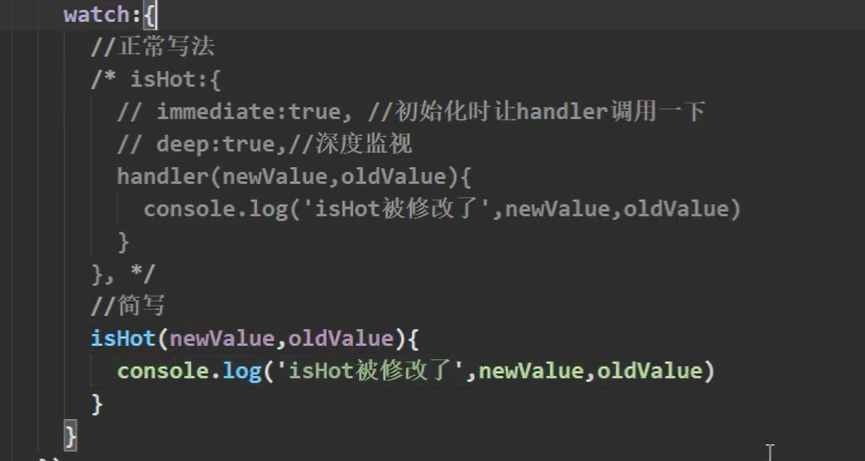 watch:{
//正常写法
/* isHot:{
// immediate:true, //初始化时让handler调用一下
// deep:true,//深度监视
handler(newValue,oldValue){
console.log('isHot被修改了',newValue,oldValue)
}
}, */
//简写
isHot(newValue,oldValue){
console.log('isHot被修改了',newValue,oldValue)
}
}